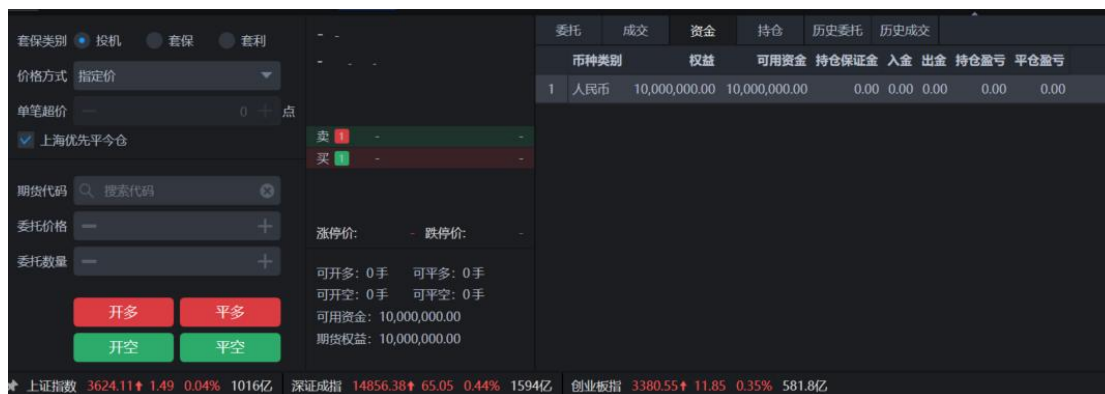 套保类别 投机 套保 套利
价格方式 指定价
单笔超价 0 点
上海优先平今仓
期货代码 搜索代码
委托价格
委托数量
开多 平多
开空 平空
- -
- - -
卖 1 - -
买 1 - -
涨停价: - 跌停价: -
可开多: 0手 可平多: 0手
可开空: 0手 可平空: 0手
可用资金: 10,000,000.00
期货权益: 10,000,000.00
委托 成交 资金 持仓 历史委托 历史成交
币种类别 权益 可用资金 持仓保证金 入金 出金 持仓盈亏 平仓盈亏
1 人民币 10,000,000.00 10,000,000.00 0.00 0.00 0.00 0.00 0.00
上证指数 3624.11↑ 1.49 0.04% 1016亿 深证成指 14856.38↑ 65.05 0.44% 1594亿 创业板指 3380.55↑ 11.85 0.35% 581.8亿